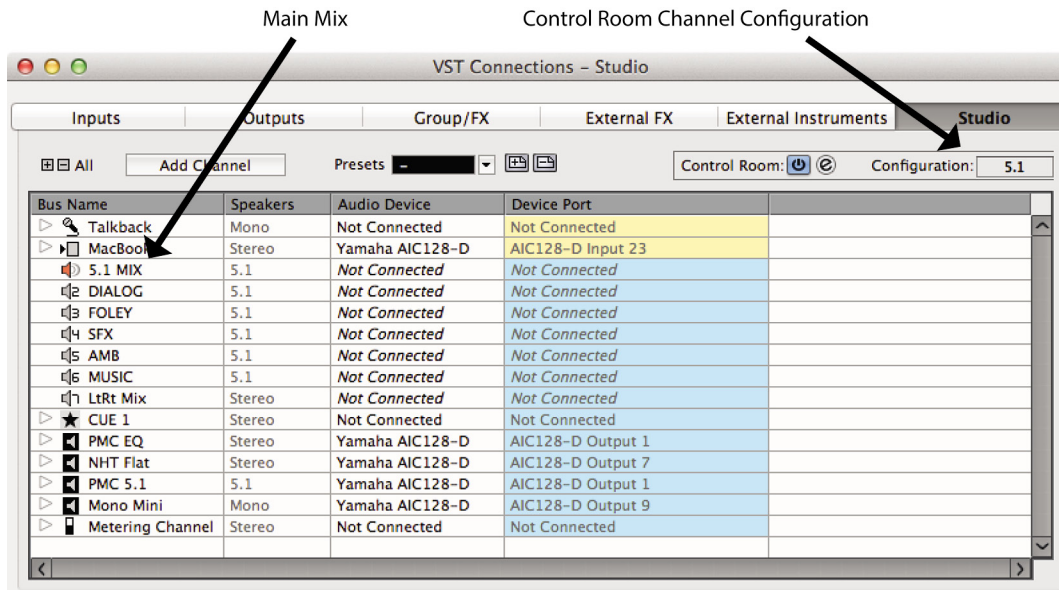 Main Mix Control Room Channel Configuration
VST Connections – Studio
Inputs Outputs Group/FX External FX External Instruments Studio
All Add Channel Presets – Control Room: e Configuration: 5.1
Bus Name Speakers Audio Device Device Port
Talkback Mono Not Connected Not Connected
MacBook Stereo Yamaha AIC128-D AIC128-D Input 23
5.1 MIX 5.1 Not Connected Not Connected
2 DIALOG 5.1 Not Connected Not Connected
3 FOLEY 5.1 Not Connected Not Connected
4 SFX 5.1 Not Connected Not Connected
5 AMB 5.1 Not Connected Not Connected
6 MUSIC 5.1 Not Connected Not Connected
7 LtRt Mix Stereo Not Connected Not Connected
CUE 1 Stereo Not Connected Not Connected
PMC EQ Stereo Yamaha AIC128-D AIC128-D Output 1
NHT Flat Stereo Yamaha AIC128-D AIC128-D Output 7
PMC 5.1 5.1 Yamaha AIC128-D AIC128-D Output 1
Mono Mini Mono Yamaha AIC128-D AIC128-D Output 9
Metering Channel Stereo Not Connected Not Connected